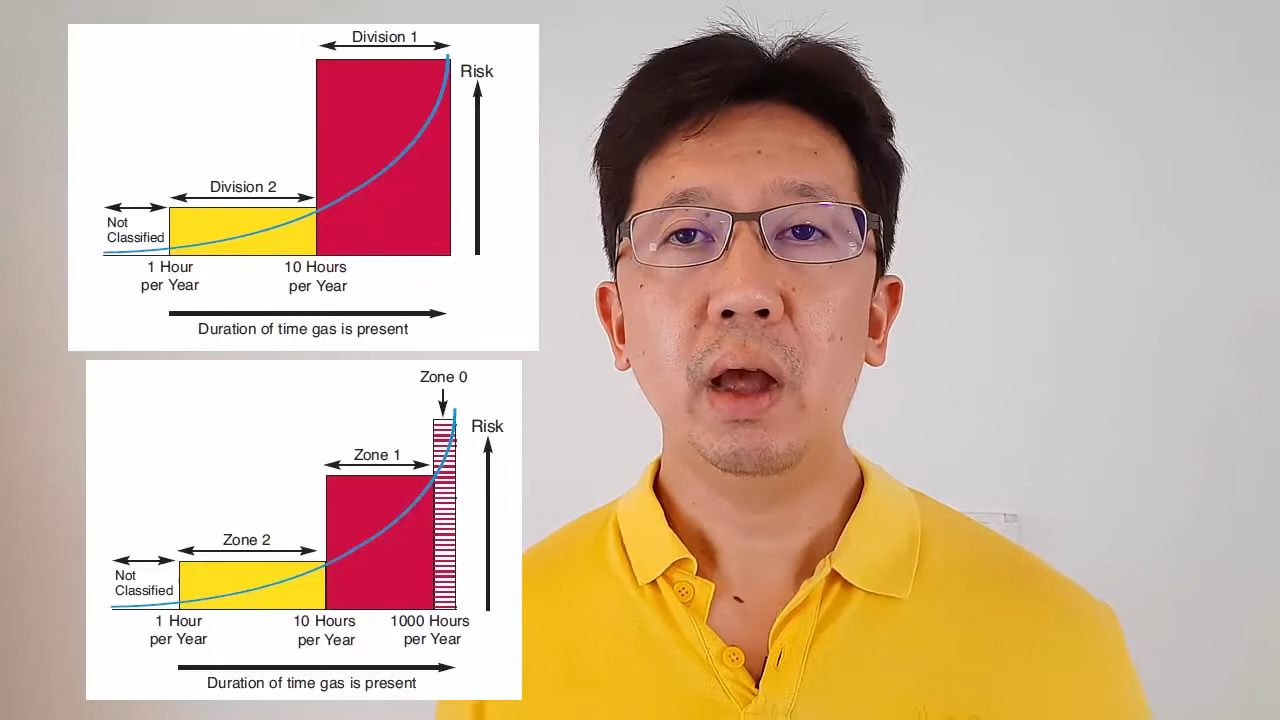 Division 1
Risk
Division 2
Not
Classified
1 Hour
per Year
10 Hours
per Year
Duration of time gas is present
Zone 0
Risk
Zone 1
Zone 2
Not
Classified
1 Hour
per Year
10 Hours
per Year
1000 Hours
per Year
Duration of time gas is present